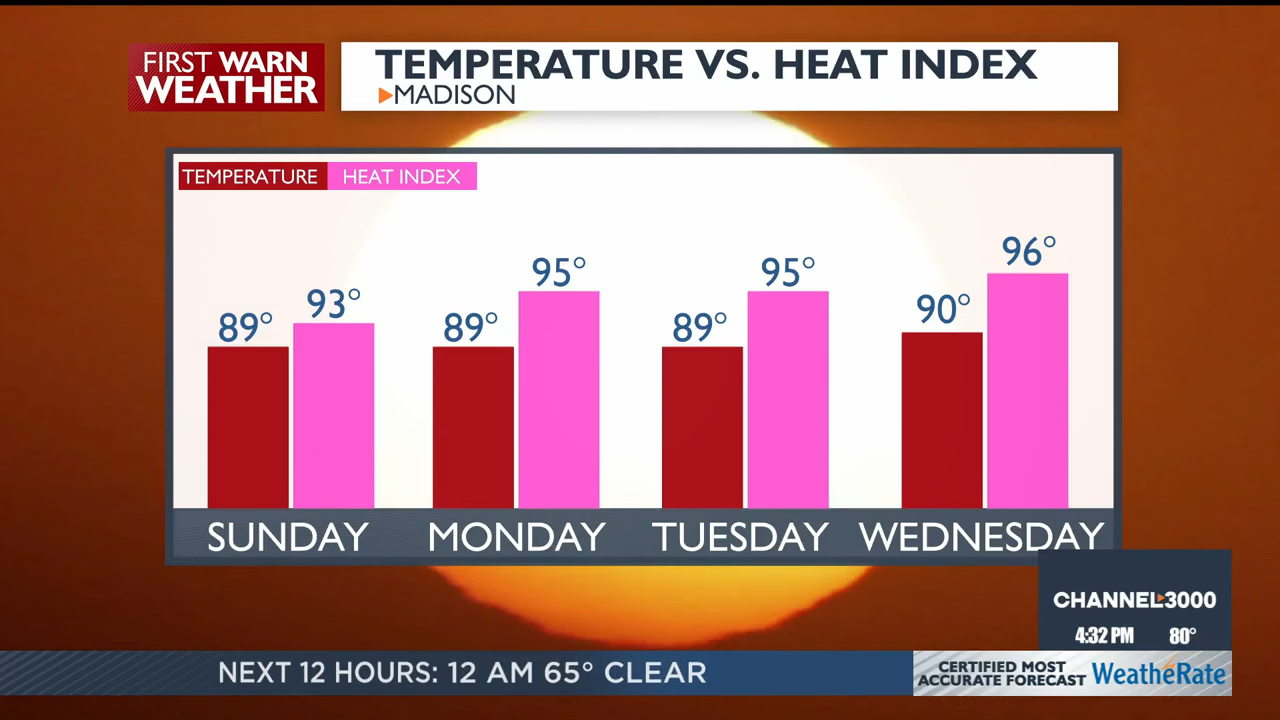 FIRST WARN
WEATHER
TEMPERATURE VS. HEAT INDEX
MADISON
TEMPERATURE HEAT INDEX
89° 93° 89° 95° 89° 95° 90° 96°
SUNDAY MONDAY TUESDAY WEDNESDAY
CHANNEL3000
4:32 PM 80°
NEXT 12 HOURS: 12 AM 65° CLEAR
CERTIFIED MOST
ACCURATE FORECAST
WeatheRate